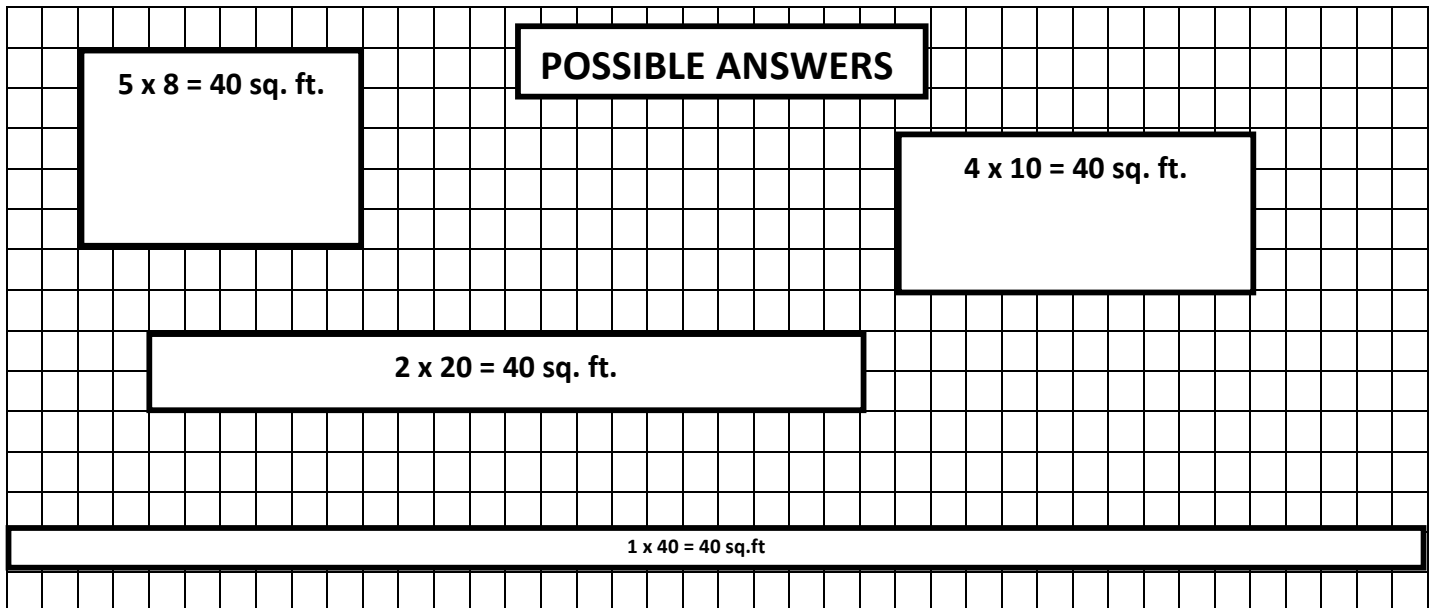 POSSIBLE ANSWERS
5 x 8 = 40 sq. ft.
4 x 10 = 40 sq. ft.
2 x 20 = 40 sq. ft.
1 x 40 = 40 sq.ft